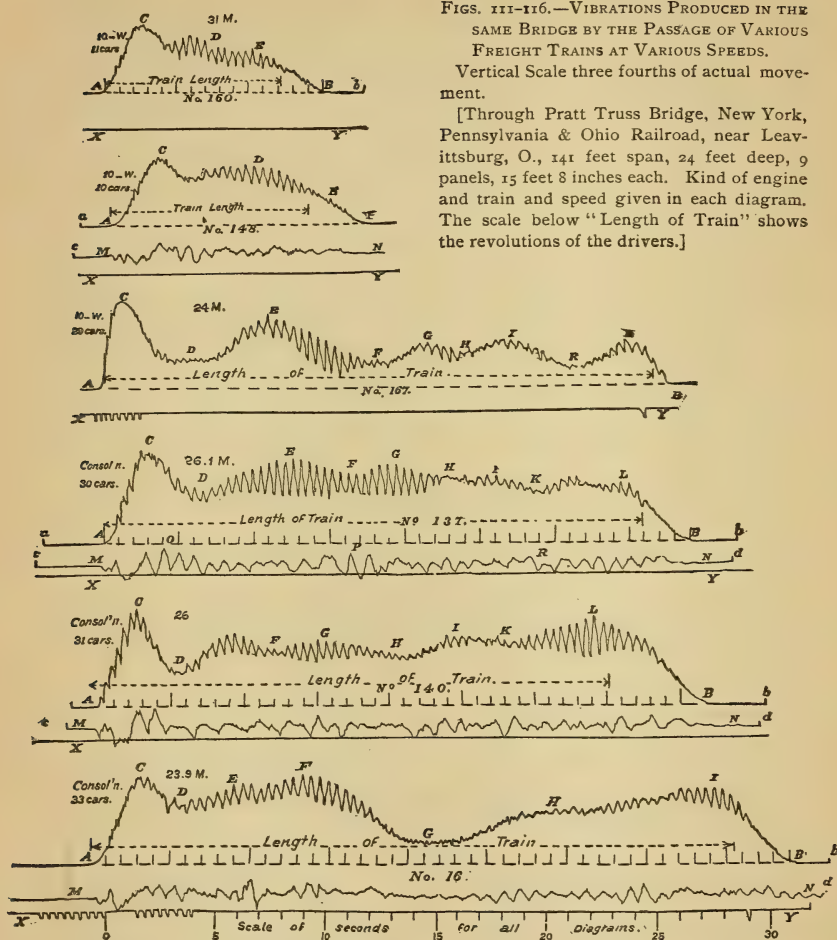 FIGS. 111-116.—VIBRATIONS PRODUCED IN THE
SAME BRIDGE BY THE PASSAGE OF VARIOUS
FREIGHT TRAINS AT VARIOUS SPEEDS.
Vertical Scale three fourths of actual move-
ment.
[Through Pratt Truss Bridge, New York,
Pennsylvania & Ohio Railroad, near Leav-
ittsburg, O., 141 feet span, 24 feet deep, 9
panels, 15 feet 8 inches each. Kind of engine
and train and speed given in each diagram.
The scale below "Length of Train" shows
the revolutions of the drivers.]
C 31 M.
10-W. D E
cars.
A Train Length B b
No. 160.
X Y
C D
10-W. E
20 cars.
a A Train Length F
No. 148.
c M N
X Y
C 24 M. E
10-W. G I
20 cars. D F H R
A Length of Train
No. 167. B
X Y
C 26.1 M. E F G H I K L
Consol'n. D
30 cars.
a A Length of Train No 137. B b
c M O P R N d
X Y
C 26 L
Consol'n. F G H I K
31 cars. D
A Length of Train. B b
No 140.
M N d
X
C 23.9 M. E F H I
Consol'n. D
33 cars. G
A Length of Train B b
No. 16.
M N d
X Y
Scale of seconds for all Diagrams.
0 5 10 15 20 25 30